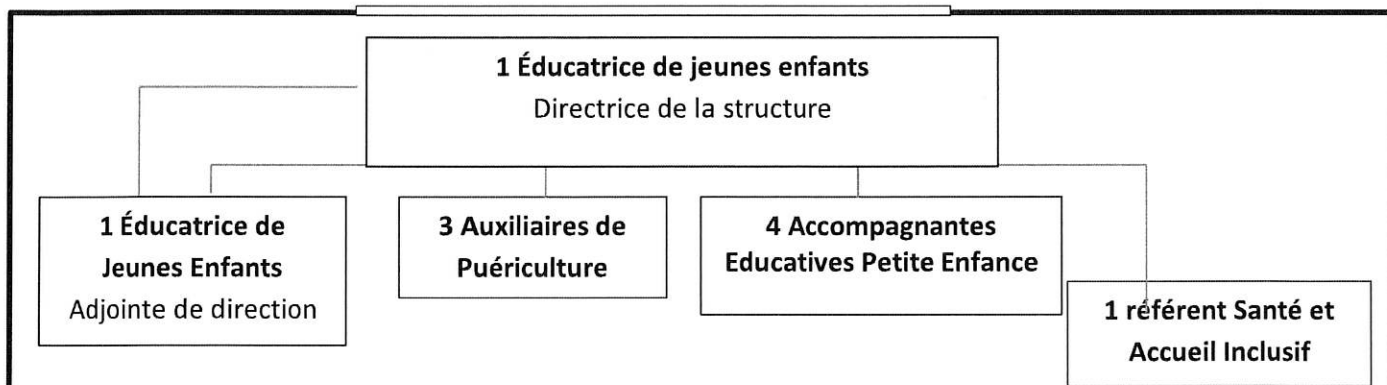 1 Éducatrice de jeunes enfants
Directrice de la structure
1 Éducatrice de
Jeunes Enfants
Adjointe de direction
3 Auxiliaires de
Puériculture
4 Accompagnantes
Educatives Petite Enfance
1 référent Santé et
Accueil Inclusif